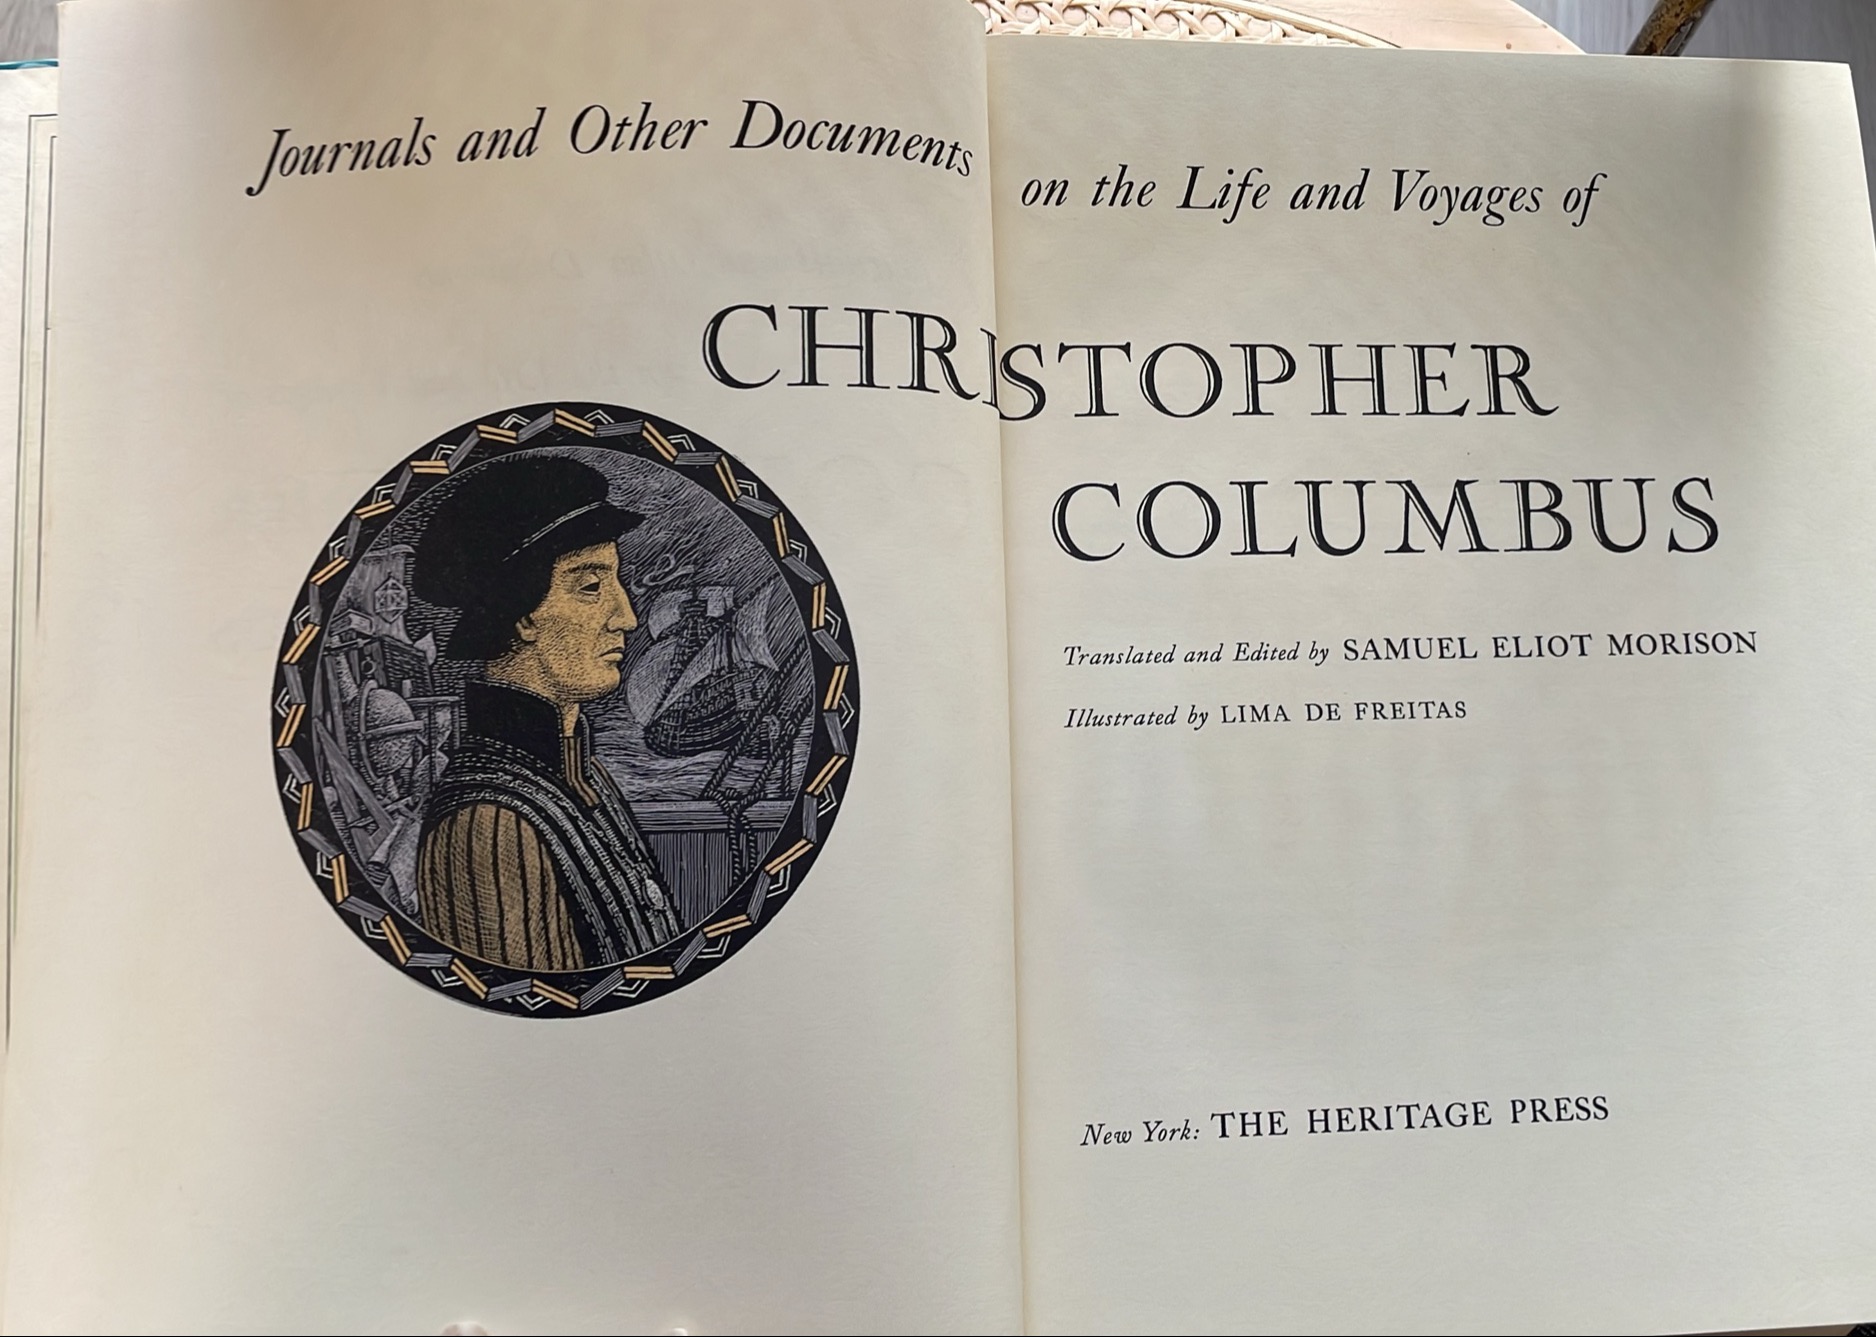 Journals and Other Documents on the Life and Voyages of
CHRISTOPHER
COLUMBUS
Translated and Edited by SAMUEL ELIOT MORISON
Illustrated by LIMA DE FREITAS
New York: THE HERITAGE PRESS